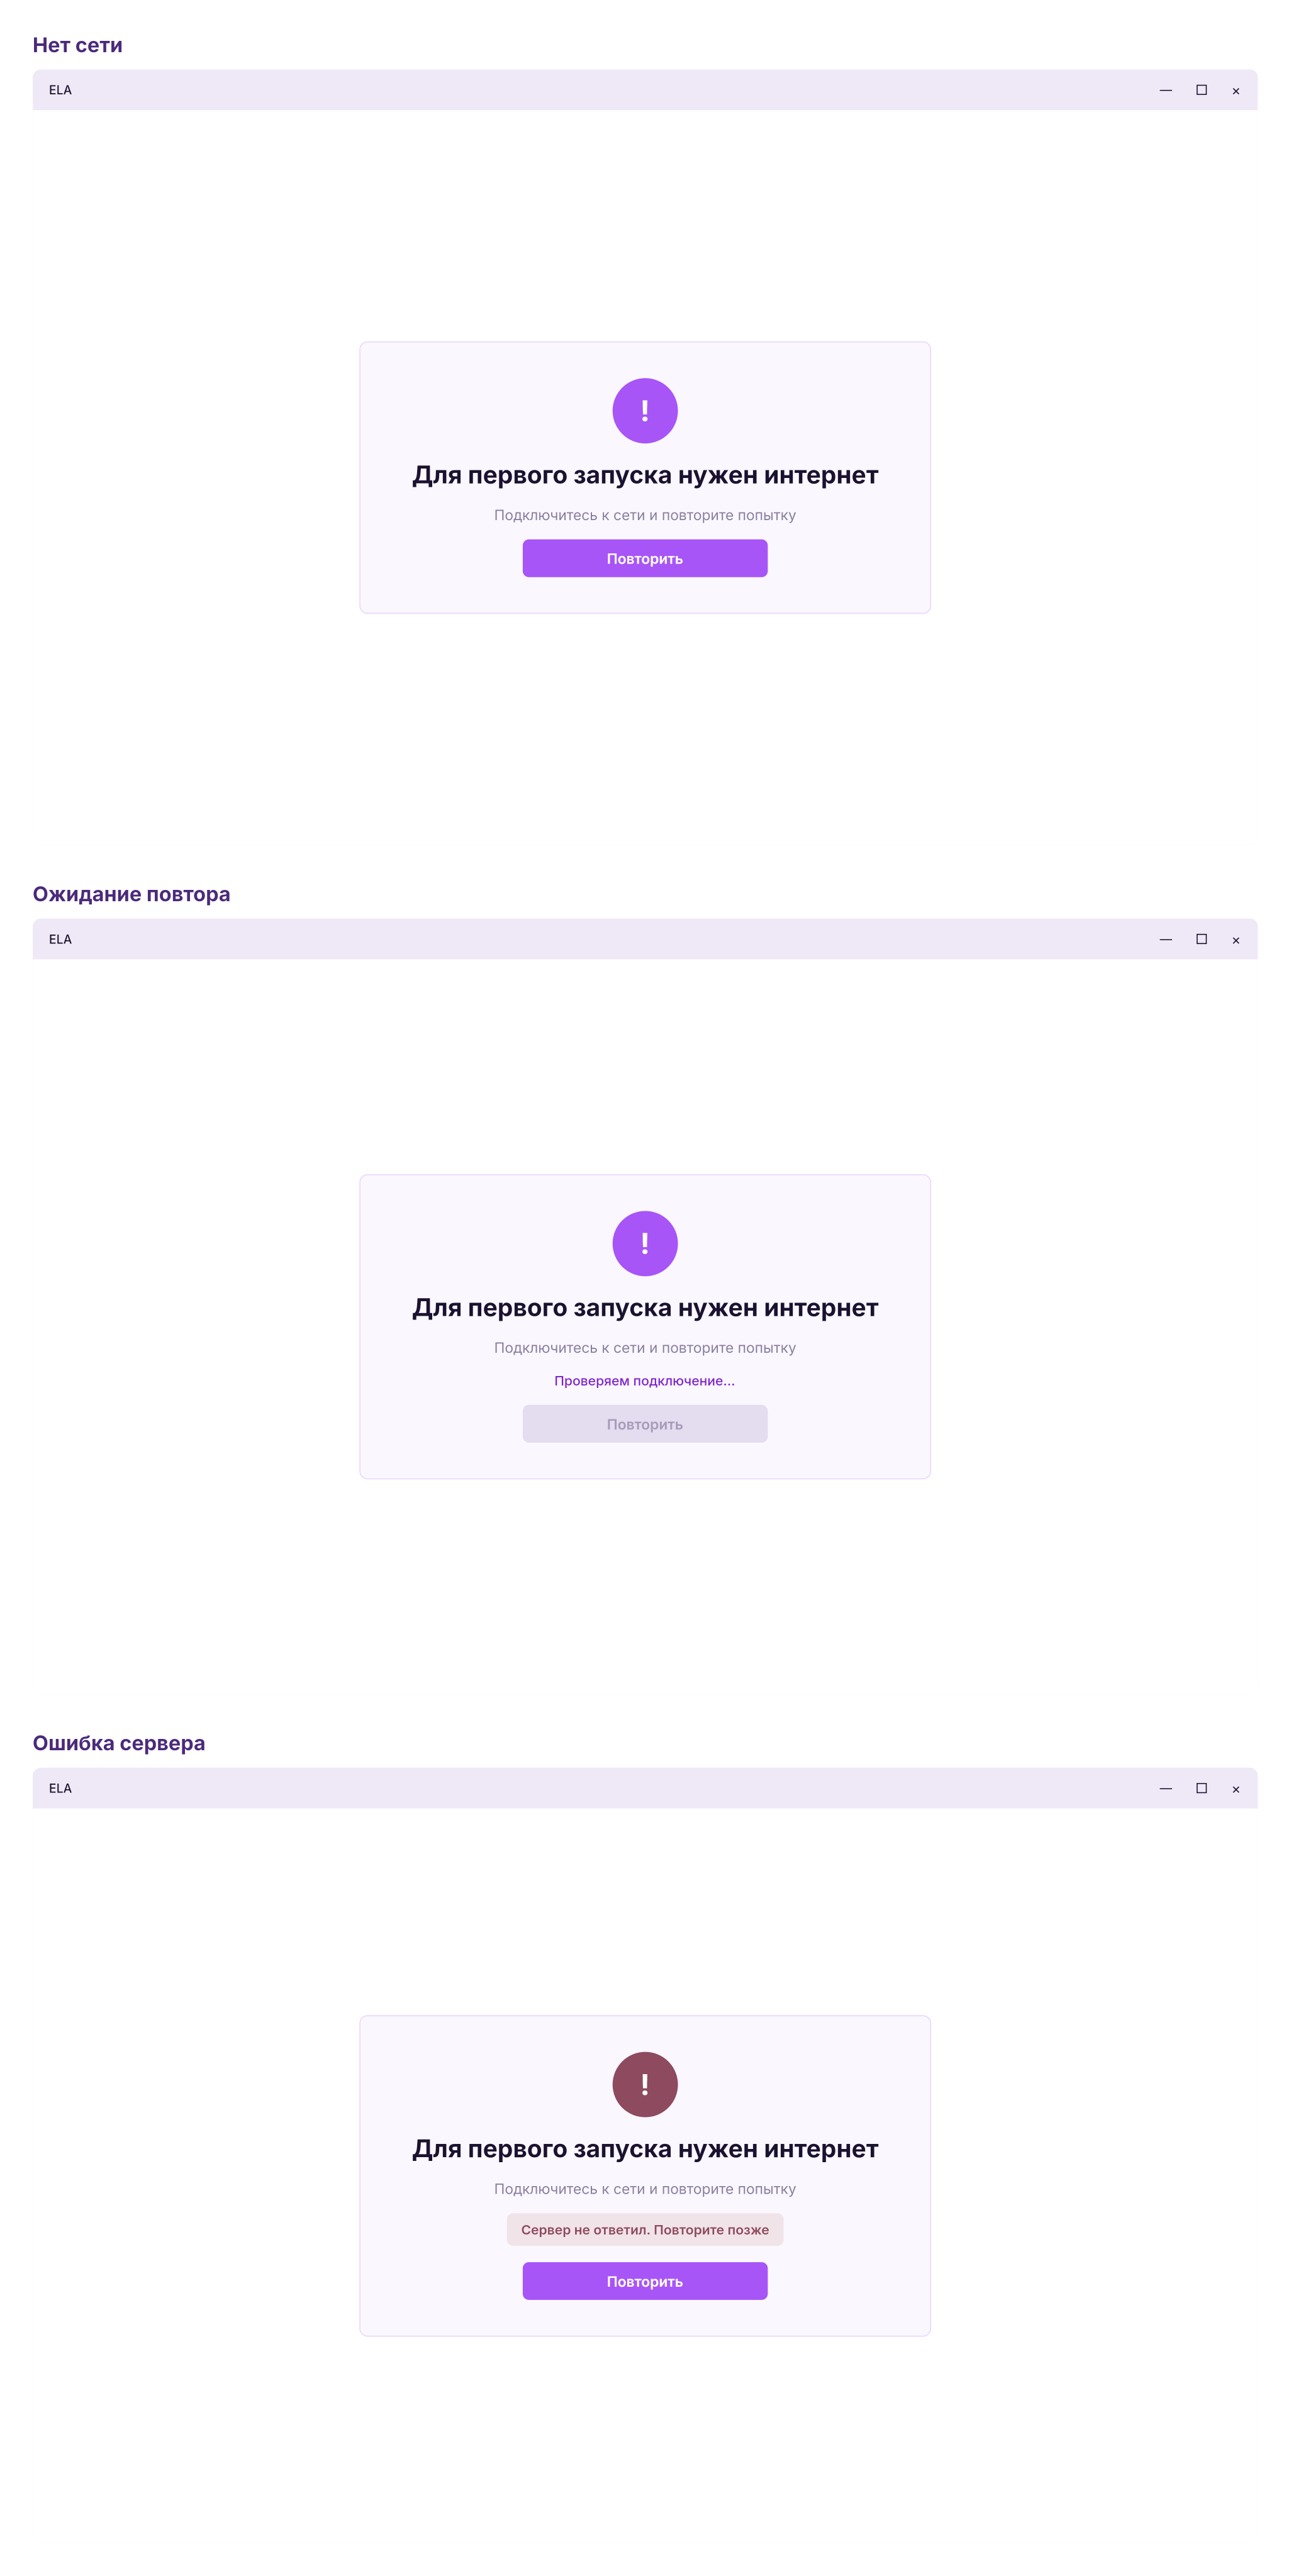 Нет сети
ELA
!
Для первого запуска нужен интернет
Подключитесь к сети и повторите попытку
Повторить
Ожидание повтора
ELA
!
Для первого запуска нужен интернет
Подключитесь к сети и повторите попытку
Проверяем подключение...
Повторить
Ошибка сервера
ELA
!
Для первого запуска нужен интернет
Подключитесь к сети и повторите попытку
Сервер не ответил. Повторите позже
Повторить